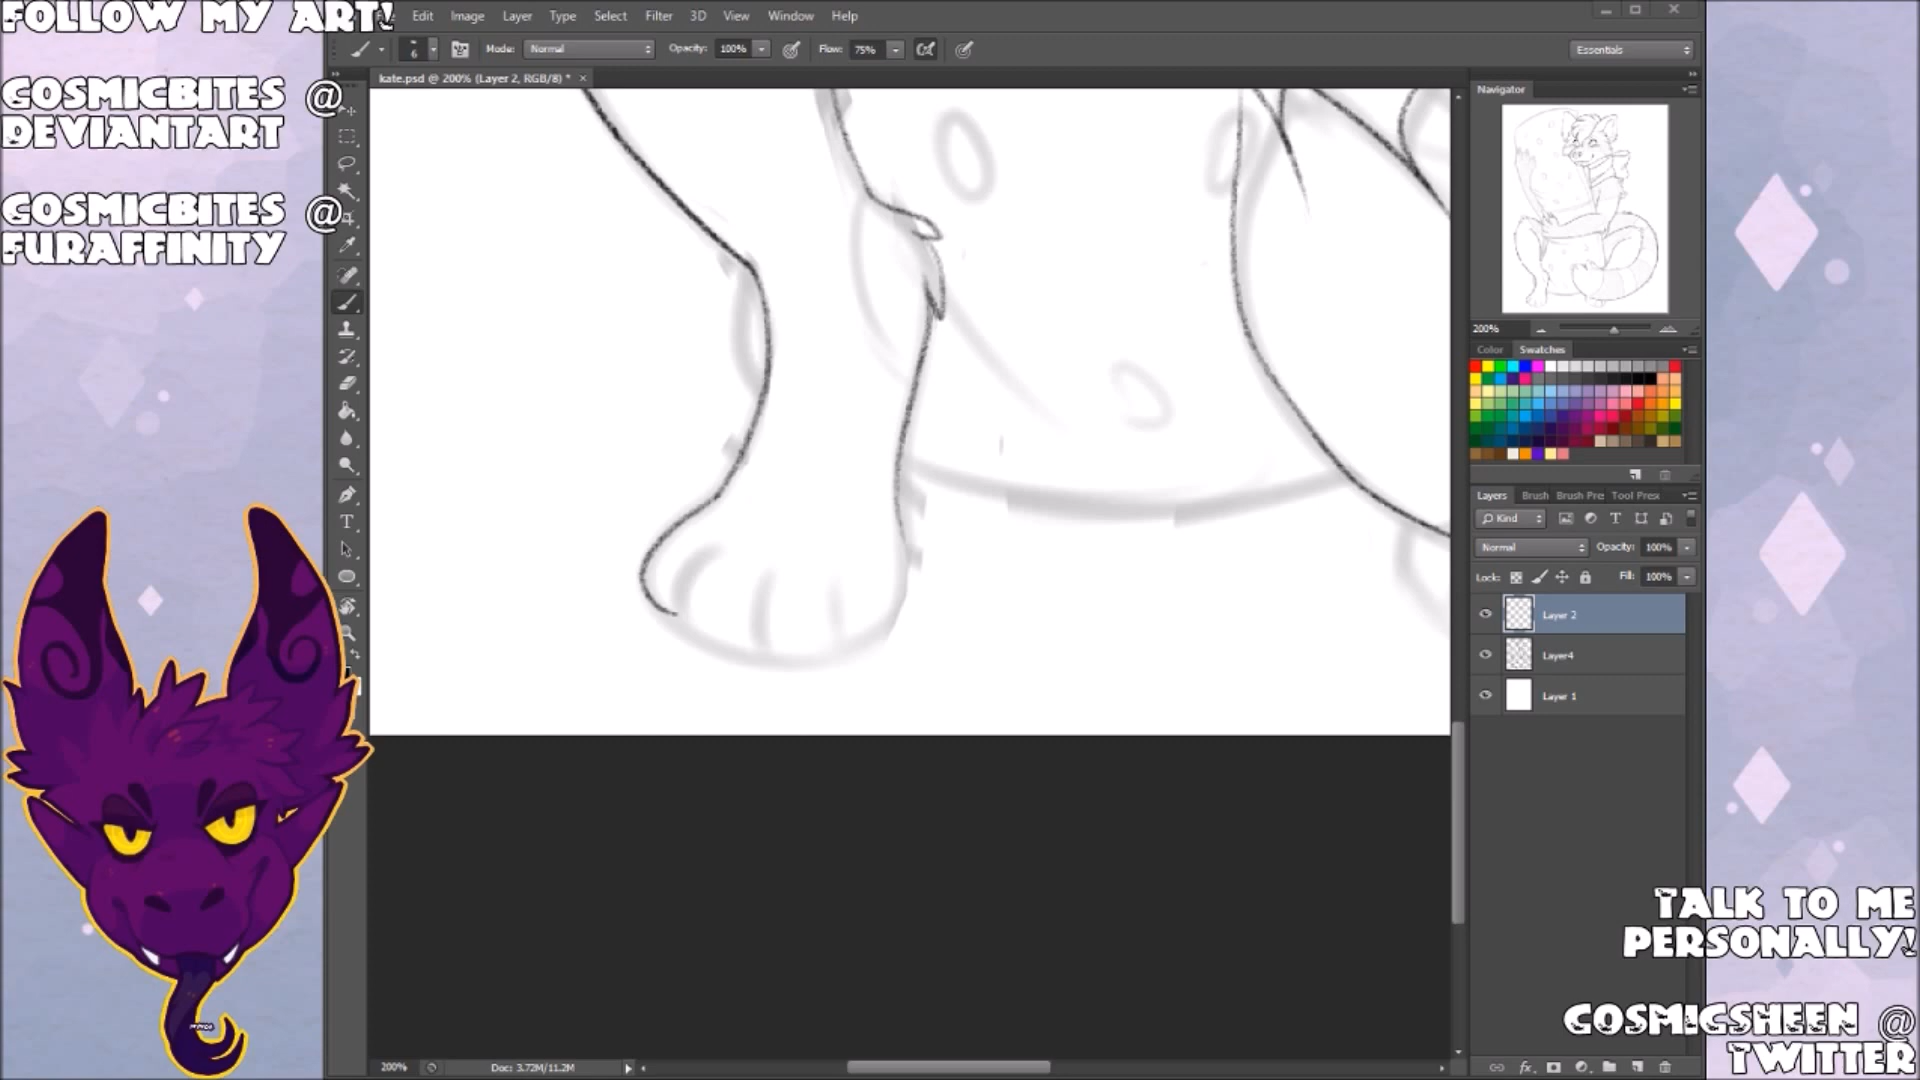 FOLLOW MY ART!
COSMICBITES @
DEVIANTART
COSMICBITES @
FURAFFINITY
Edit Image Layer Type Select Filter 3D View Window Help
6 Mode: Normal Opacity: 100% Flow: 75% Essentials
kate.psd @ 200% (Layer 2, RGB/8) * ×
Navigator
200%
Color Swatches
Layers Brush Brush Pre Tool Pres
Kind
Normal Opacity: 100%
Lock: Fill: 100%
Layer 2
Layer4
Layer 1
200% Doc: 3.72M/11.2M
TALK TO ME
PERSONALLY!
COSMICSHEEN @
TWITTER